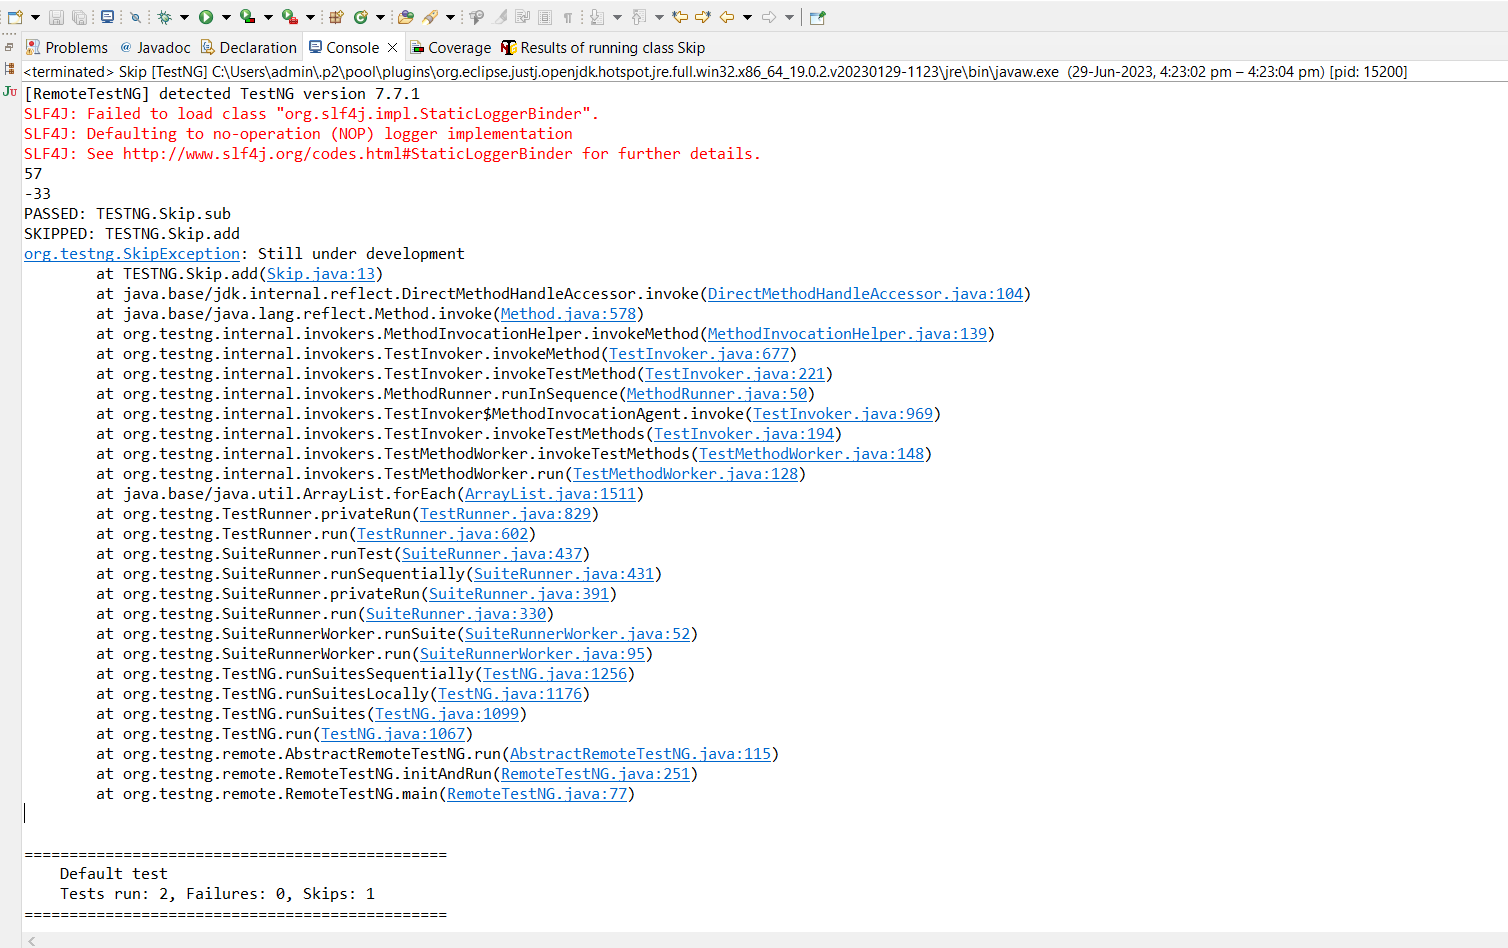 Problems @ Javadoc Declaration Console Coverage Results of running class Skip
<terminated> Skip [TestNG] C:\Users\admin\.p2\pool\plugins\org.eclipse.justj.openjdk.hotspot.jre.full.win32.x86_64_19.0.2.v20230129-1123\jre\bin\javaw.exe (29-Jun-2023, 4:23:02 pm – 4:23:04 pm) [pid: 15200]
[RemoteTestNG] detected TestNG version 7.7.1
SLF4J: Failed to load class "org.slf4j.impl.StaticLoggerBinder".
SLF4J: Defaulting to no-operation (NOP) logger implementation
SLF4J: See http://www.slf4j.org/codes.html#StaticLoggerBinder for further details.
57
-33
PASSED: TESTNG.Skip.sub
SKIPPED: TESTNG.Skip.add
org.testng.SkipException: Still under development
at TESTNG.Skip.add(Skip.java:13)
at java.base/jdk.internal.reflect.DirectMethodHandleAccessor.invoke(DirectMethodHandleAccessor.java:104)
at java.base/java.lang.reflect.Method.invoke(Method.java:578)
at org.testng.internal.invokers.MethodInvocationHelper.invokeMethod(MethodInvocationHelper.java:139)
at org.testng.internal.invokers.TestInvoker.invokeMethod(TestInvoker.java:677)
at org.testng.internal.invokers.TestInvoker.invokeTestMethod(TestInvoker.java:221)
at org.testng.internal.invokers.MethodRunner.runInSequence(MethodRunner.java:50)
at org.testng.internal.invokers.TestInvoker$MethodInvocationAgent.invoke(TestInvoker.java:969)
at org.testng.internal.invokers.TestInvoker.invokeTestMethods(TestInvoker.java:194)
at org.testng.internal.invokers.TestMethodWorker.invokeTestMethods(TestMethodWorker.java:148)
at org.testng.internal.invokers.TestMethodWorker.run(TestMethodWorker.java:128)
at java.base/java.util.ArrayList.forEach(ArrayList.java:1511)
at org.testng.TestRunner.privateRun(TestRunner.java:829)
at org.testng.TestRunner.run(TestRunner.java:602)
at org.testng.SuiteRunner.runTest(SuiteRunner.java:437)
at org.testng.SuiteRunner.runSequentially(SuiteRunner.java:431)
at org.testng.SuiteRunner.privateRun(SuiteRunner.java:391)
at org.testng.SuiteRunner.run(SuiteRunner.java:330)
at org.testng.SuiteRunnerWorker.runSuite(SuiteRunnerWorker.java:52)
at org.testng.SuiteRunnerWorker.run(SuiteRunnerWorker.java:95)
at org.testng.TestNG.runSuitesSequentially(TestNG.java:1256)
at org.testng.TestNG.runSuitesLocally(TestNG.java:1176)
at org.testng.TestNG.runSuites(TestNG.java:1099)
at org.testng.TestNG.run(TestNG.java:1067)
at org.testng.remote.AbstractRemoteTestNG.run(AbstractRemoteTestNG.java:115)
at org.testng.remote.RemoteTestNG.initAndRun(RemoteTestNG.java:251)
at org.testng.remote.RemoteTestNG.main(RemoteTestNG.java:77)
===============================================
Default test
Tests run: 2, Failures: 0, Skips: 1
===============================================